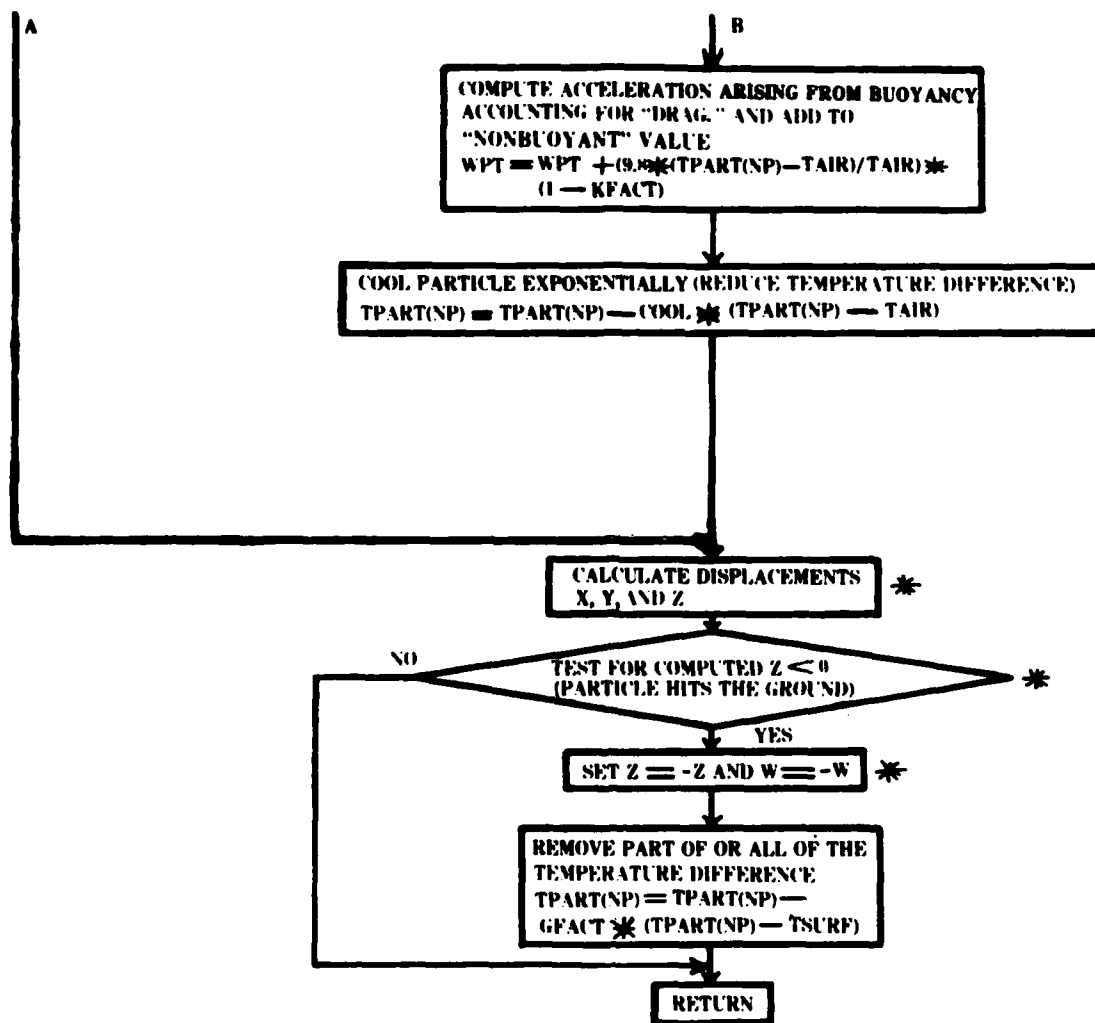 A
B
COMPUTE ACCELERATION ARISING FROM BUOYANCY
ACCOUNTING FOR "DRAG," AND ADD TO
"NONBUOYANT" VALUE
WPT = WPT + (9.8*(TPART(NP)—TAIR)/TAIR)*
(1 — KFACT)
COOL PARTICLE EXPONENTIALLY (REDUCE TEMPERATURE DIFFERENCE)
TPART(NP) = TPART(NP) — COOL * (TPART(NP) — TAIR)
CALCULATE DISPLACEMENTS
X, Y, AND Z
*
NO
TEST FOR COMPUTED Z < 0
(PARTICLE HITS THE GROUND)
*
YES
SET Z = -Z AND W = -W
*
REMOVE PART OF OR ALL OF THE
TEMPERATURE DIFFERENCE
TPART(NP) = TPART(NP) —
GFACT * (TPART(NP) — TSURF)
RETURN